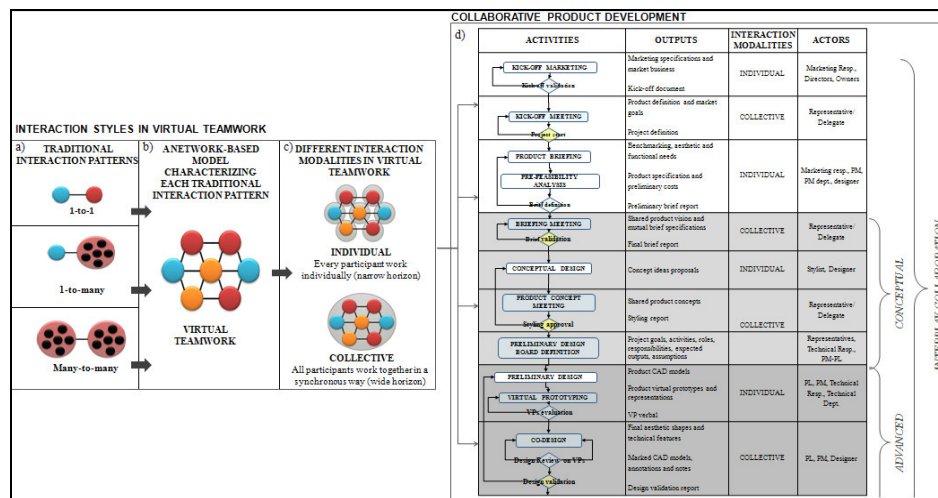 COLLABORATIVE PRODUCT DEVELOPMENT
INTERACTION STYLES IN VIRTUAL TEAMWORK
a)
TRADITIONAL
INTERACTION PATTERNS
1-to-1
1-to-many
Many-to-many
b)
A NETWORK-BASED
MODEL
CHARACTERIZING
EACH TRADITIONAL
INTERACTION PATTERN
VIRTUAL
TEAMWORK
c)
DIFFERENT INTERACTION
MODALITIES IN VIRTUAL
TEAMWORK
INDIVIDUAL
Every participant work
individually (narrow horizon)
COLLECTIVE
All participants work together in a
synchronous way (wide horizon)
d)
ACTIVITIES
OUTPUTS
INTERACTION
MODALITIES
ACTORS
KICK-OFF MARKETING
Kick-off validation
Marketing specifications and
market business
Kick-off document
INDIVIDUAL
Marketing Resp.,
Directors, Owners
KICK-OFF MEETING
Project start
Product definition and market
goals
Project definition
COLLECTIVE
Representative/
Delegate
PRODUCT BRIEFING
PRE-FEASIBILITY
ANALYSIS
Brief definition
Benchmarking, aesthetic and
functional needs
Product specification and
preliminary costs
Preliminary brief report
INDIVIDUAL
Marketing resp., PM,
PM dept., designer
BRIEFING MEETING
Brief validation
Shared product vision and
mutual brief specifications
Final brief report
COLLECTIVE
Representative/
Delegate
CONCEPTUAL DESIGN
Concept ideas proposals
INDIVIDUAL
Stylist, Designer
PRODUCT CONCEPT
MEETING
Styling approval
Shared product concepts
Styling report
COLLECTIVE
Representative/
Delegate
PRELIMINARY DESIGN
BOARD DEFINITION
Project goals, activities, roles,
responsibilities, expected
outputs, assumptions
Representatives,
Technical Resp.,
PM-PL
PRELIMINARY DESIGN
VIRTUAL PROTOTYPING
VPs evaluation
Product CAD models
Product virtual prototypes and
representations
VP verbal
INDIVIDUAL
PL, PM, Technical
Resp., Technical
Dept.
CO-DESIGN
Design Review on VPs
Design validation
Final aesthetic shapes and
technical features
Marked CAD models,
annotations and notes
Design validation report
COLLECTIVE
PL, PM, Designer
CONCEPTUAL
ADVANCED
COLLABORATION